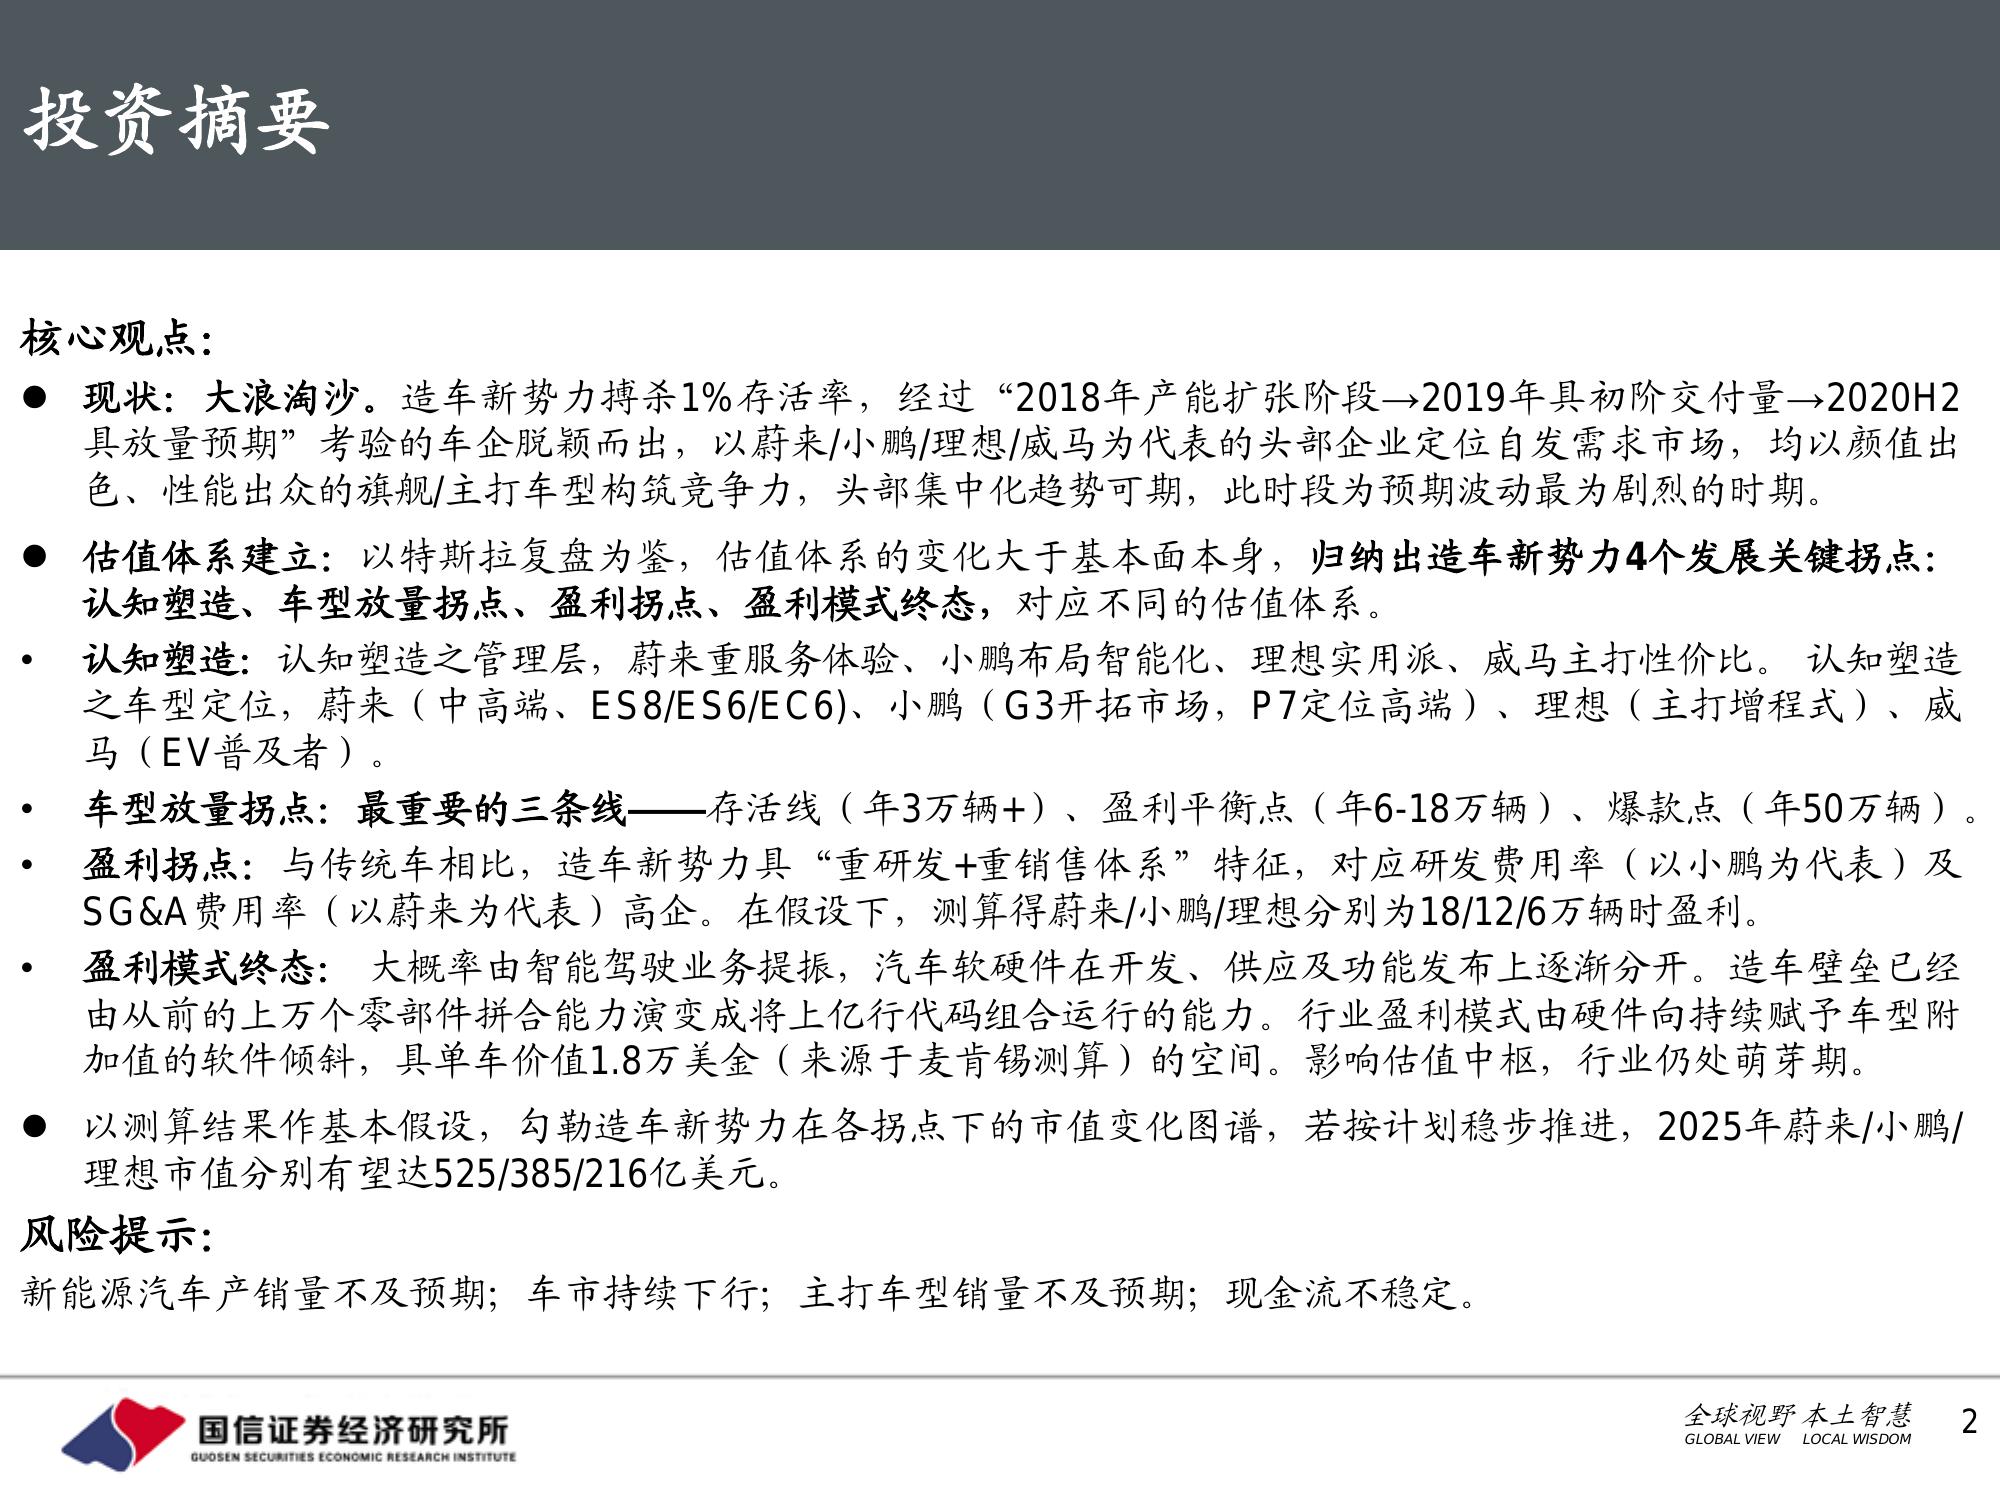 投资摘要
核心观点：
● 现状：大浪淘沙。造车新势力搏杀1%存活率，经过“2018年产能扩张阶段→2019年具初阶交付量→2020H2
具放量预期”考验的车企脱颖而出，以蔚来/小鹏/理想/威马为代表的头部企业定位自发需求市场，均以颜值出
色、性能出众的旗舰/主打车型构筑竞争力，头部集中化趋势可期，此时段为预期波动最为剧烈的时期。
● 估值体系建立：以特斯拉复盘为鉴，估值体系的变化大于基本面本身，归纳出造车新势力4个发展关键拐点：
认知塑造、车型放量拐点、盈利拐点、盈利模式终态，对应不同的估值体系。
• 认知塑造：认知塑造之管理层，蔚来重服务体验、小鹏布局智能化、理想实用派、威马主打性价比。 认知塑造
之车型定位，蔚来（中高端、ES8/ES6/EC6)、小鹏（G3开拓市场，P7定位高端）、理想（主打增程式）、威
马（EV普及者）。
• 车型放量拐点：最重要的三条线——存活线（年3万辆+）、盈利平衡点（年6-18万辆）、爆款点（年50万辆）。
• 盈利拐点：与传统车相比，造车新势力具“重研发+重销售体系”特征，对应研发费用率（以小鹏为代表）及
SG&A费用率（以蔚来为代表）高企。在假设下，测算得蔚来/小鹏/理想分别为18/12/6万辆时盈利。
• 盈利模式终态： 大概率由智能驾驶业务提振，汽车软硬件在开发、供应及功能发布上逐渐分开。造车壁垒已经
由从前的上万个零部件拼合能力演变成将上亿行代码组合运行的能力。行业盈利模式由硬件向持续赋予车型附
加值的软件倾斜，具单车价值1.8万美金（来源于麦肯锡测算）的空间。影响估值中枢，行业仍处萌芽期。
● 以测算结果作基本假设，勾勒造车新势力在各拐点下的市值变化图谱，若按计划稳步推进，2025年蔚来/小鹏/
理想市值分别有望达525/385/216亿美元。
风险提示：
新能源汽车产销量不及预期；车市持续下行；主打车型销量不及预期；现金流不稳定。
国信证券经济研究所
GUOSEN SECURITIES ECONOMIC RESEARCH INSTITUTE
全球视野 本土智慧
GLOBAL VIEW LOCAL WISDOM
2